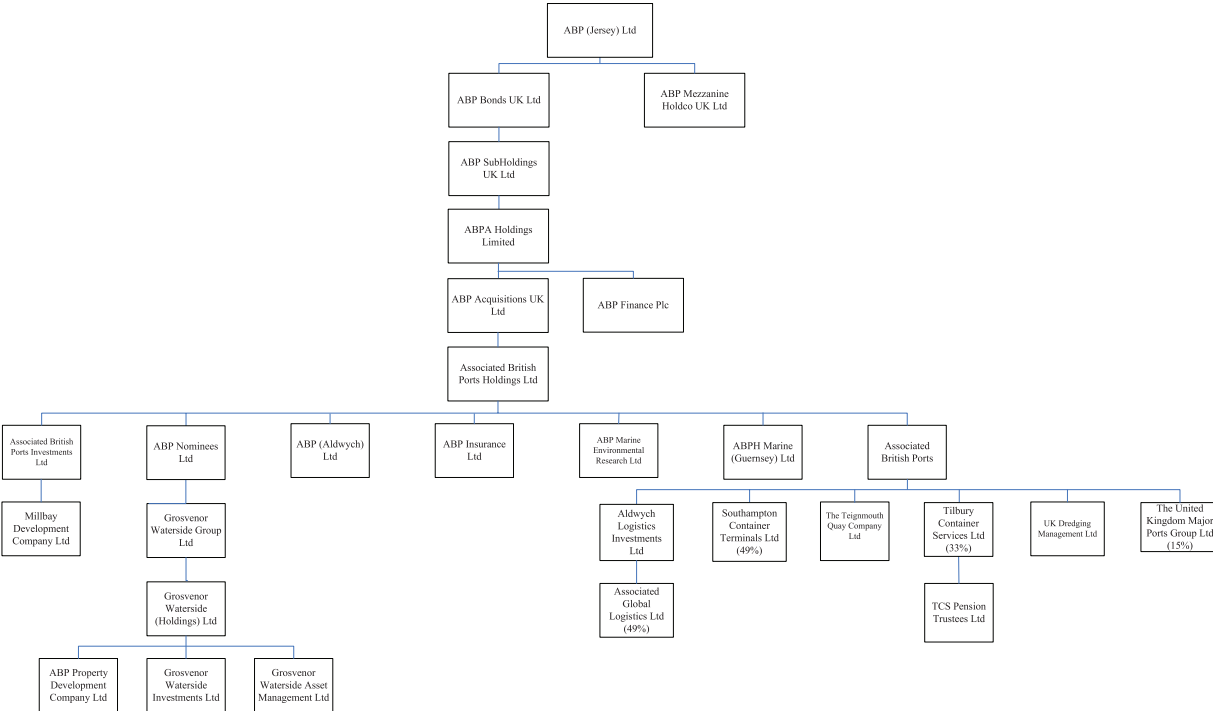 ABP (Jersey) Ltd
ABP Bonds UK Ltd
ABP Mezzanine
Holdco UK Ltd
ABP SubHoldings
UK Ltd
ABPA Holdings
Limited
ABP Acquisitions UK
Ltd
ABP Finance Plc
Associated British
Ports Holdings Ltd
Associated British
Ports Investments
Ltd
ABP Nominees
Ltd
ABP (Aldwych)
Ltd
ABP Insurance
Ltd
ABP Marine
Environmental
Research Ltd
ABPH Marine
(Guernsey) Ltd
Associated
British Ports
Millbay
Development
Company Ltd
Grosvenor
Waterside Group
Ltd
Aldwych
Logistics
Investments
Ltd
Southampton
Container
Terminals Ltd
(49%)
The Teignmouth
Quay Company
Ltd
Tilbury
Container
Services Ltd
(33%)
UK Dredging
Management Ltd
The United
Kingdom Major
Ports Group Ltd
(15%)
Grosvenor
Waterside
(Holdings) Ltd
Associated
Global
Logistics Ltd
(49%)
TCS Pension
Trustees Ltd
ABP Property
Development
Company Ltd
Grosvenor
Waterside
Investments Ltd
Grosvenor
Waterside Asset
Management Ltd